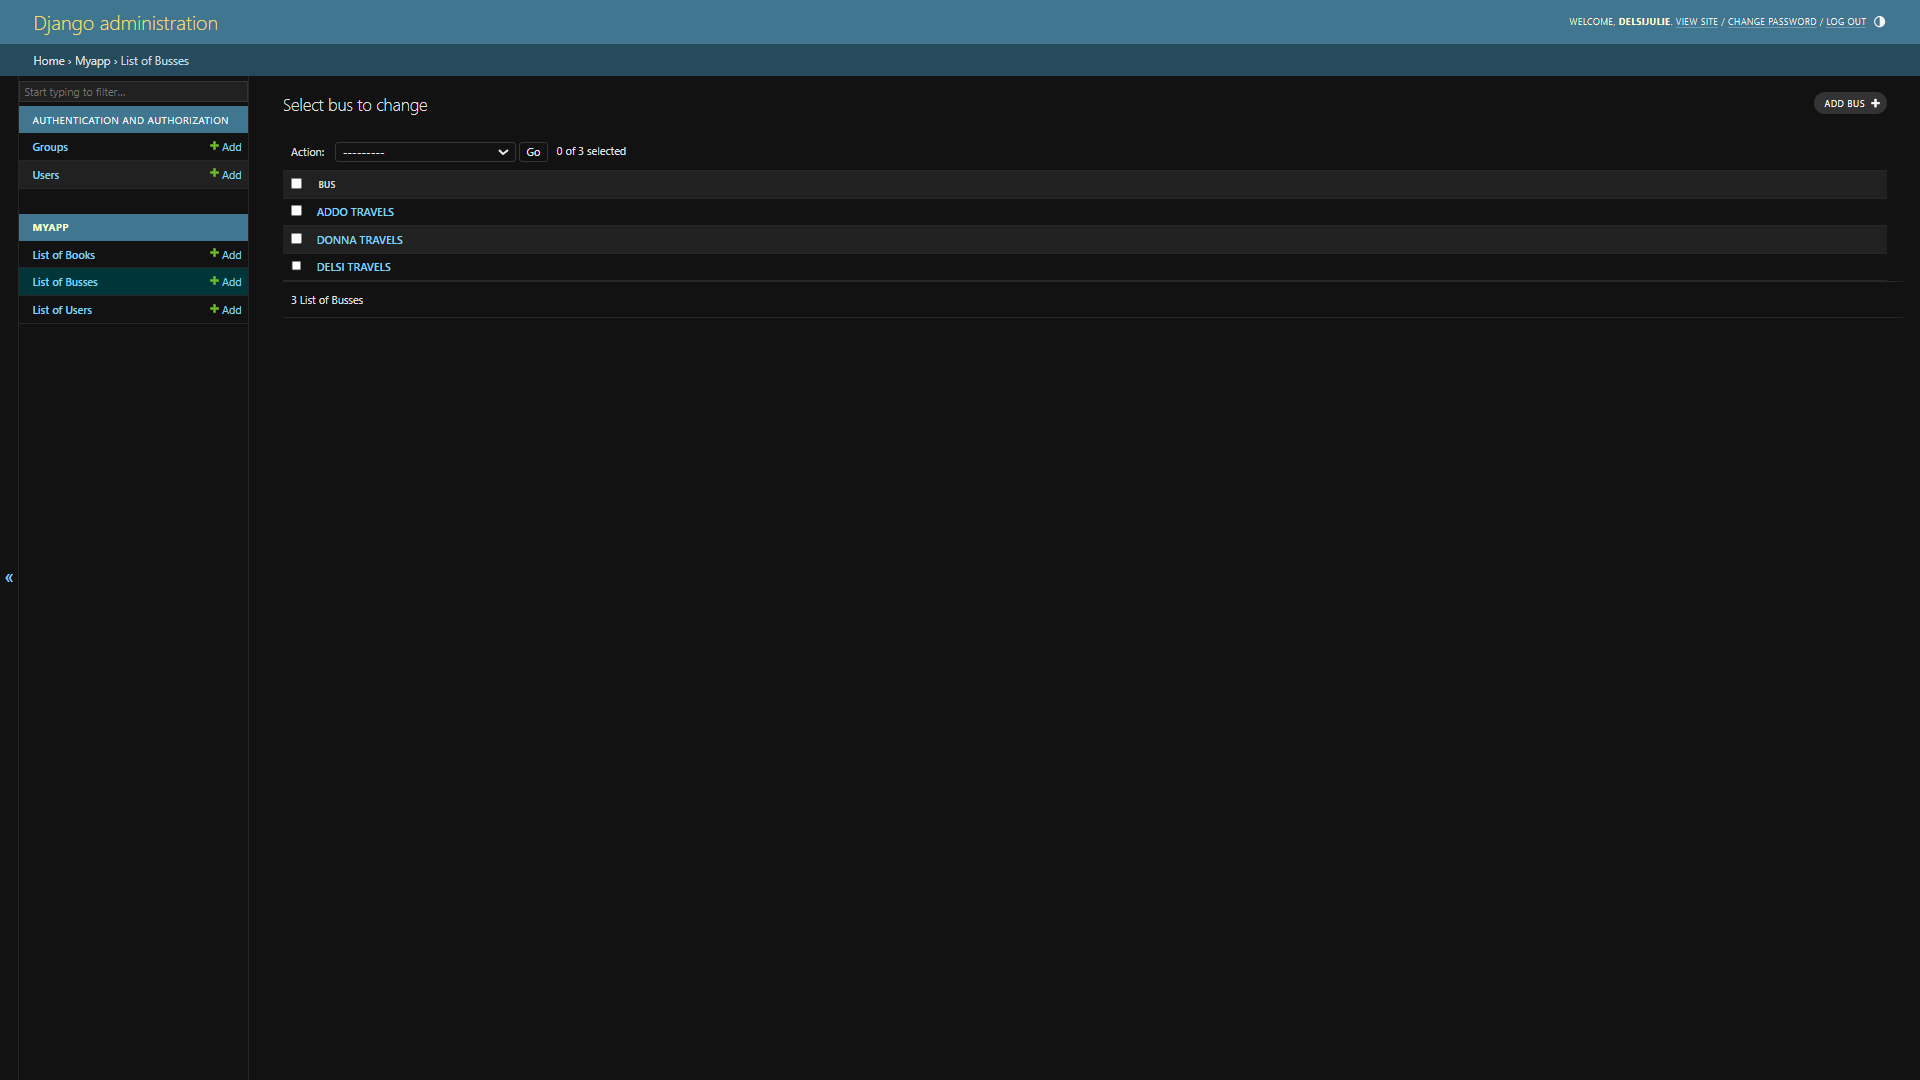 Django administration
WELCOME, DELSIJULIE. VIEW SITE / CHANGE PASSWORD / LOG OUT
Home › Myapp › List of Busses
Start typing to filter...
AUTHENTICATION AND AUTHORIZATION
Groups + Add
Users + Add
MYAPP
List of Books + Add
List of Busses + Add
List of Users + Add
«
Select bus to change
ADD BUS +
Action: --------- Go 0 of 3 selected
BUS
ADDO TRAVELS
DONNA TRAVELS
DELSI TRAVELS
3 List of Busses